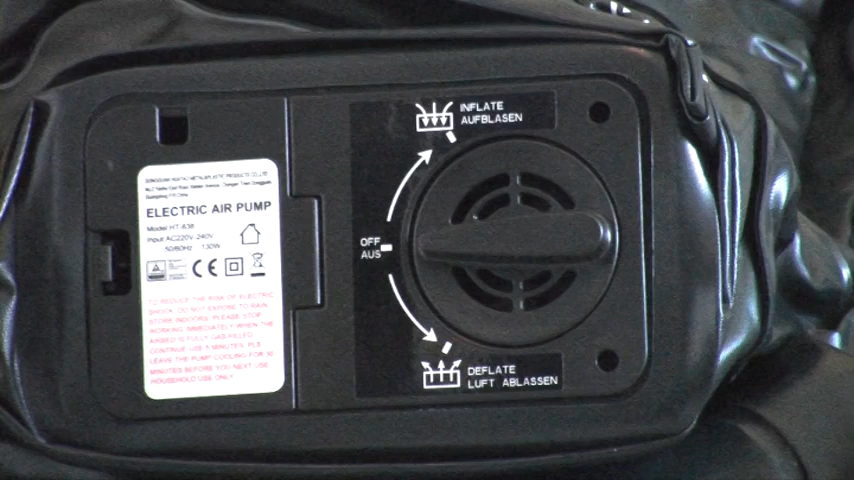 ELECTRIC AIR PUMP
Model HT-838
Input AC220V-240V
50/60Hz 130W
CE
TO REDUCE THE RISK OF ELECTRIC
SHOCK. DO NOT EXPOSE TO RAIN.
STORE INDOORS. PLEASE STOP
WORKING IMMEDIATELY WHEN THE
AIRBED IS FULLY GAS-FILLED.
CONTINUE USE 5 MINUTES. PLS
LEAVE THE PUMP COOLING FOR 30
MINUTES BEFORE YOU NEXT USE
HOUSEHOLD USE ONLY
INFLATE
AUFBLASEN
OFF
AUS
DEFLATE
LUFT ABLASSEN